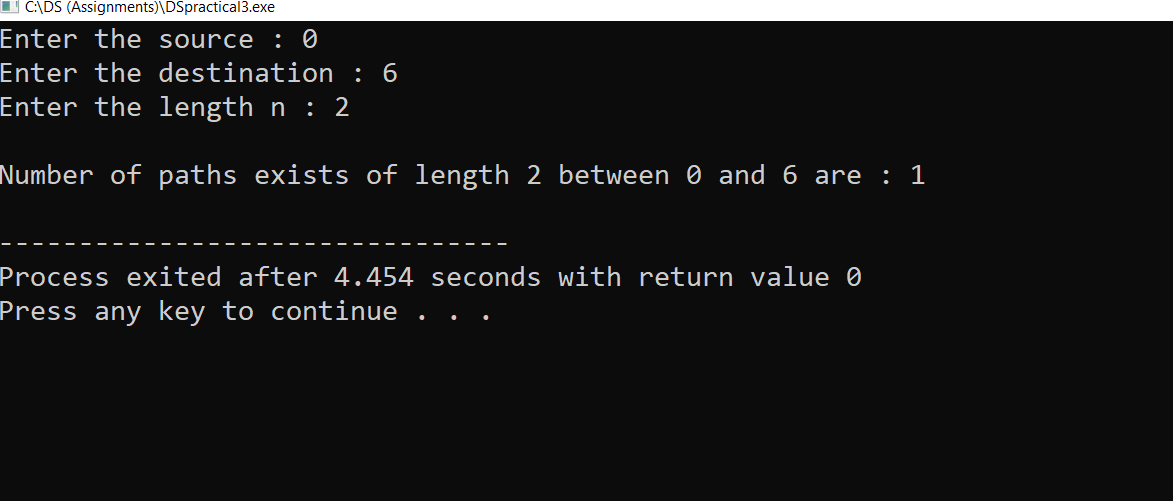 C:\DS (Assignments)\DSpractical3.exe
Enter the source : 0
Enter the destination : 6
Enter the length n : 2
Number of paths exists of length 2 between 0 and 6 are : 1
--------------------------------
Process exited after 4.454 seconds with return value 0
Press any key to continue . . .